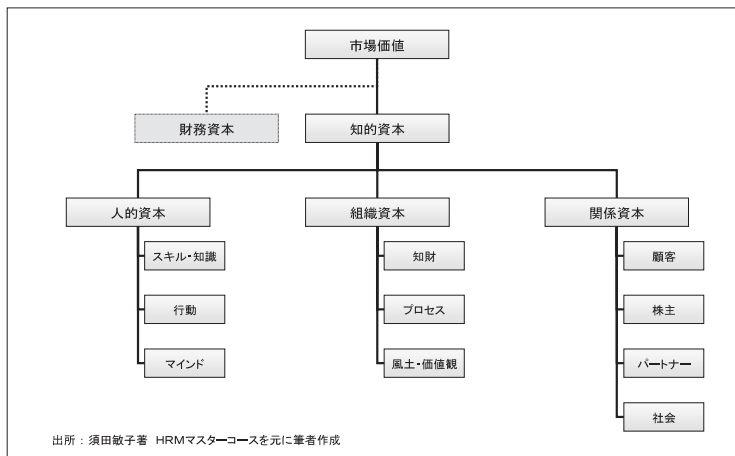 市場価値
財務資本
知的資本
人的資本
組織資本
関係資本
スキル・知識
知財
顧客
行動
プロセス
株主
マインド
風土・価値観
パートナー
社会
出所：須田敏子著 HRMマスターコースを元に筆者作成